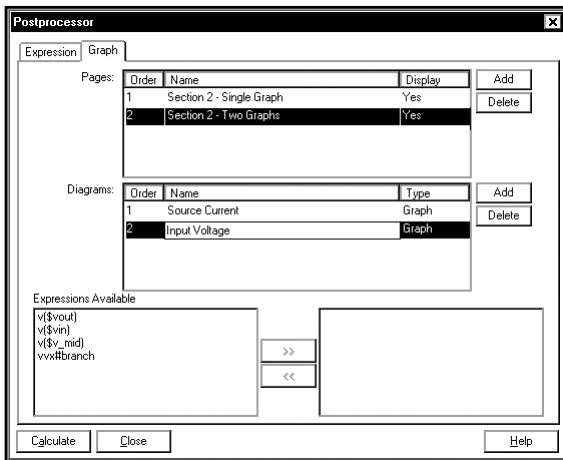 Postprocessor
Expression Graph
Pages:
Order Name Display
1 Section 2 - Single Graph Yes
2 Section 2 - Two Graphs Yes
Add
Delete
Diagrams:
Order Name Type
1 Source Current Graph
2 Input Voltage Graph
Add
Delete
Expressions Available
v($vout)
v($vin)
v($v_mid)
vvx#branch
>>
<<
Calculate Close Help